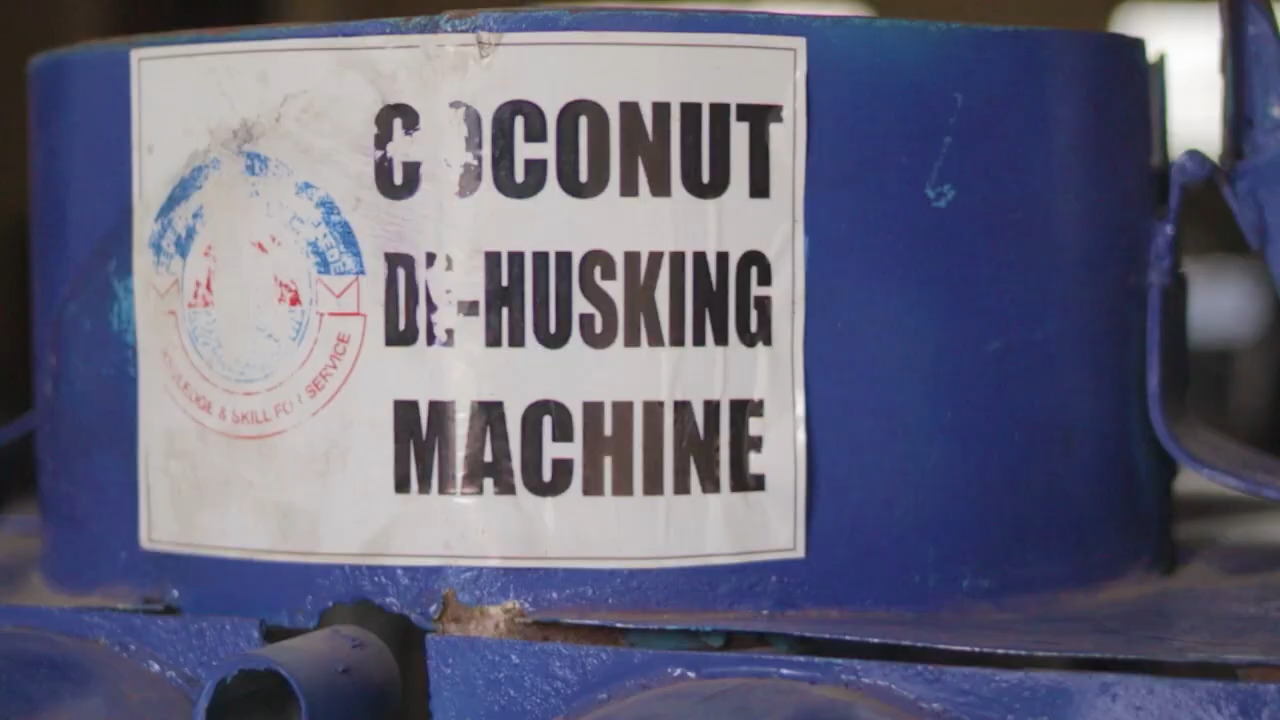 COCONUT
DE-HUSKING
MACHINE
KNOWLEDGE & SKILL FOR SERVICE